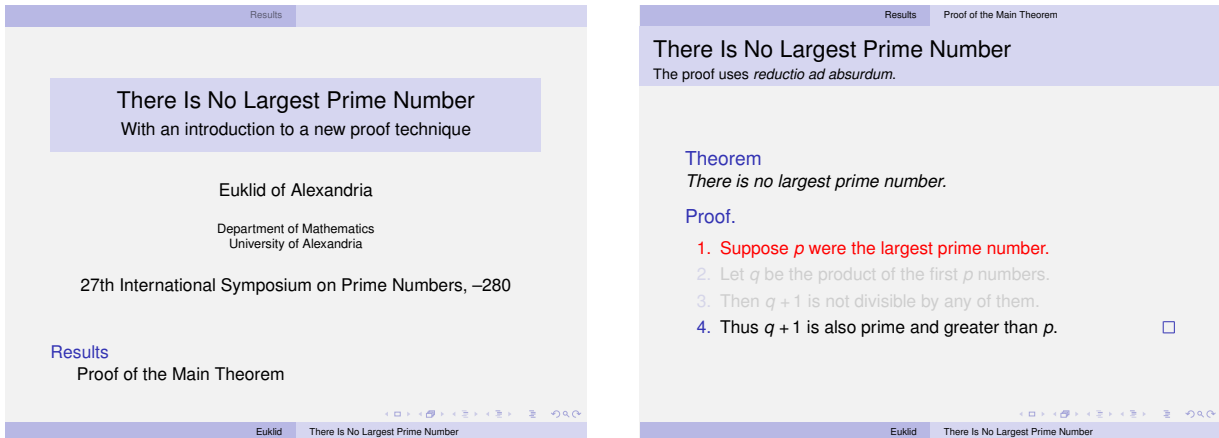 Results
There Is No Largest Prime Number
With an introduction to a new proof technique
Euklid of Alexandria
Department of Mathematics
University of Alexandria
27th International Symposium on Prime Numbers, –280
Results
Proof of the Main Theorem
Euklid There Is No Largest Prime Number
Results Proof of the Main Theorem
There Is No Largest Prime Number
The proof uses reductio ad absurdum.
Theorem
There is no largest prime number.
Proof.
1. Suppose p were the largest prime number.
2. Let q be the product of the first p numbers.
3. Then q + 1 is not divisible by any of them.
4. Thus q + 1 is also prime and greater than p.
Euklid There Is No Largest Prime Number